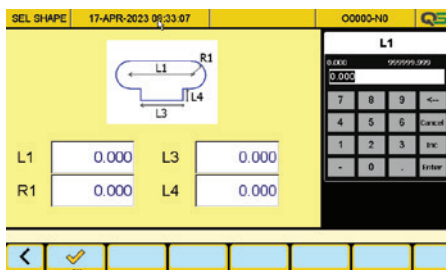 SEL SHAPE 17-APR-2023 09:33:07 O0000-N0 QS
L1
0.000 999999.999
0.000
R1
L1
L4
L3
7 8 9 <--
4 5 6 Cancel
1 2 3 Inc
- 0 . Enter
L1 0.000 L3 0.000
R1 0.000 L4 0.000
<